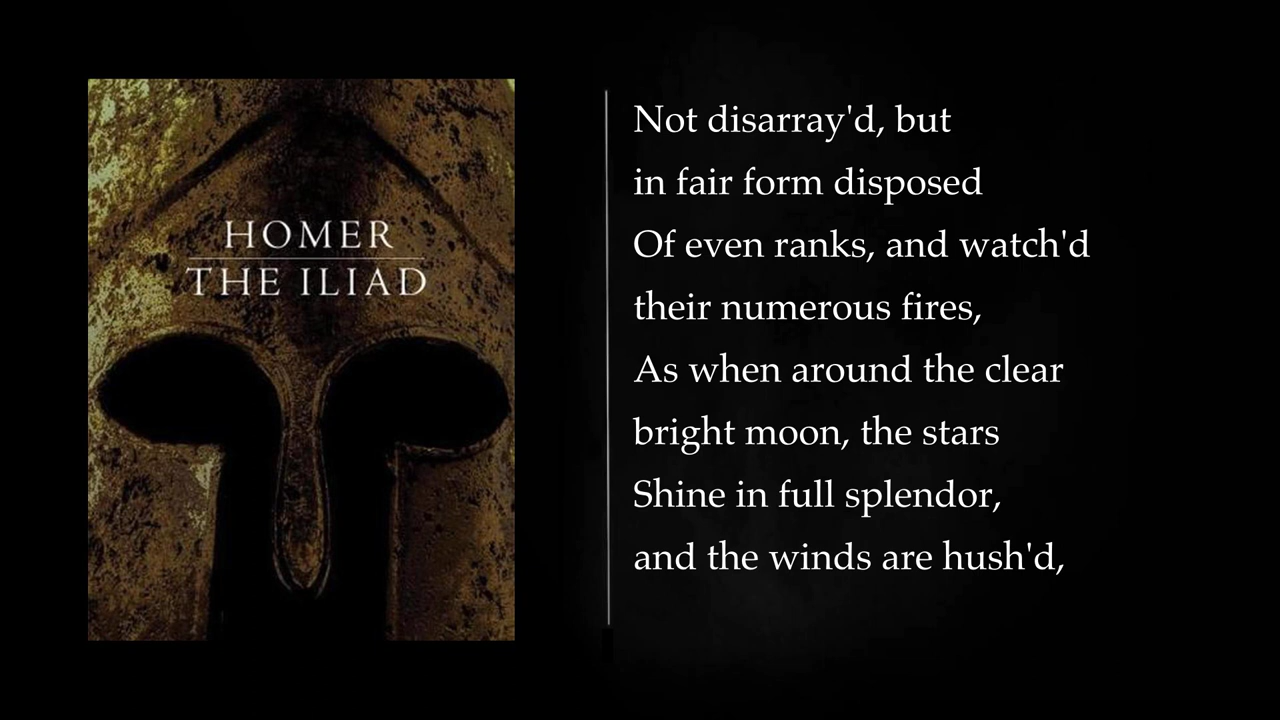 HOMER
THE ILIAD
Not disarray'd, but
in fair form disposed
Of even ranks, and watch'd
their numerous fires,
As when around the clear
bright moon, the stars
Shine in full splendor,
and the winds are hush'd,